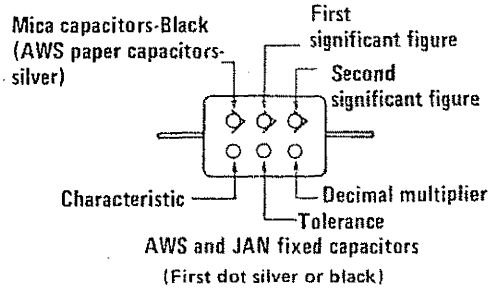 Mica capacitors-Black
(AWS paper capacitors-
silver)
First
significant figure
Second
significant figure
Characteristic
Decimal multiplier
Tolerance
AWS and JAN fixed capacitors
(First dot silver or black)